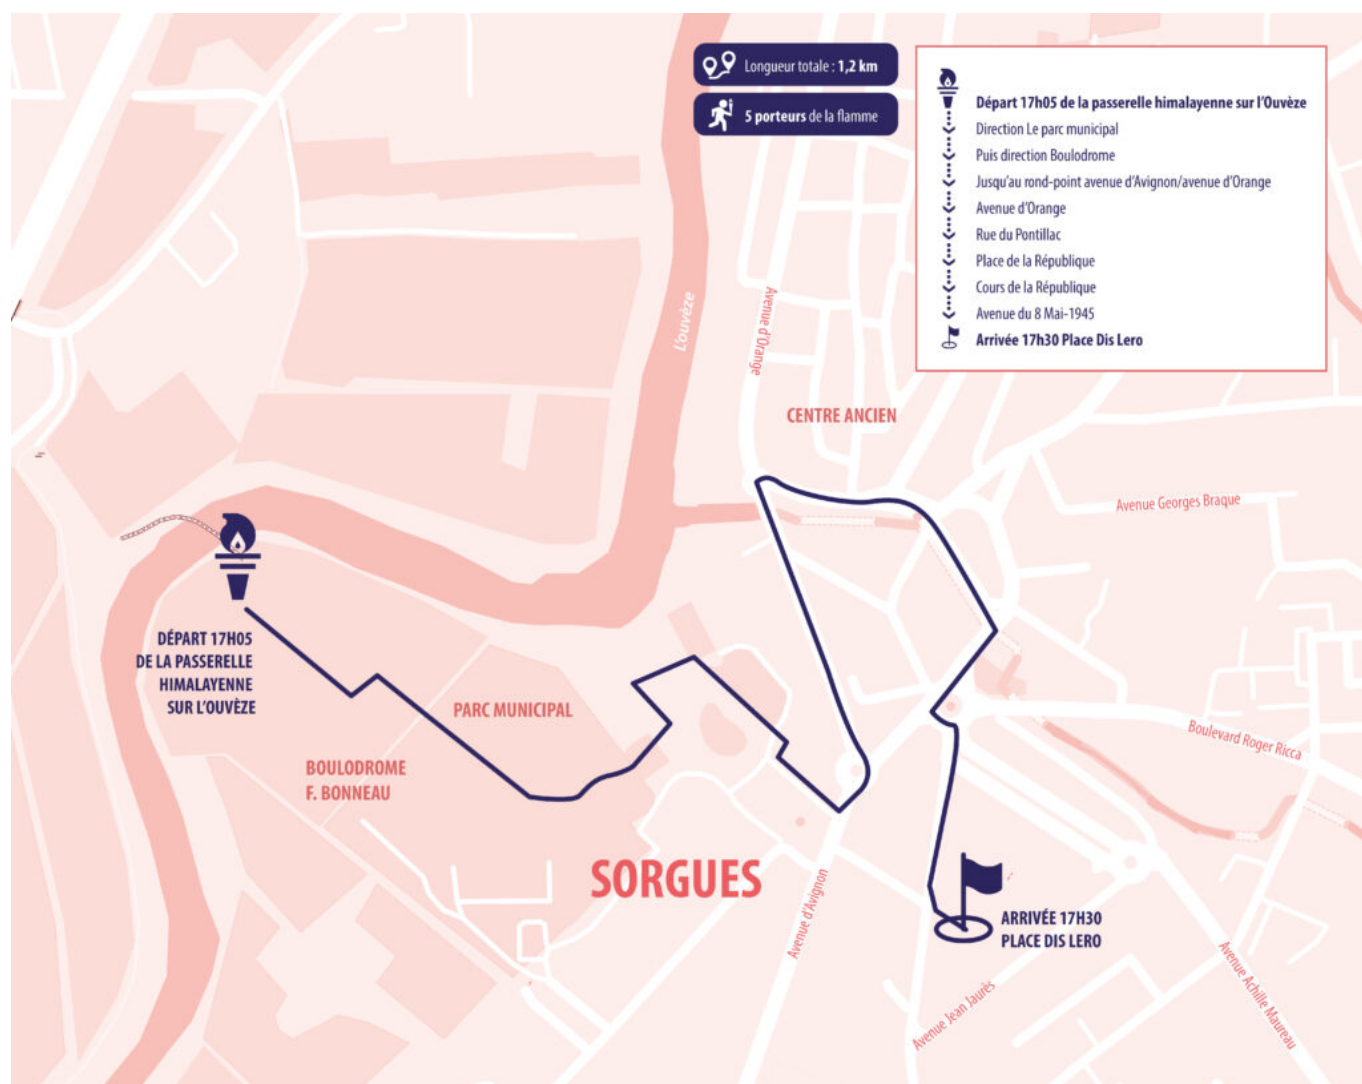 Longueur totale : 1,2 km
5 porteurs de la flamme
Départ 17h05 de la passerelle himalayenne sur l'Ouvèze
Direction Le parc municipal
Puis direction Boulodrome
Jusqu'au rond-point avenue d'Avignon/avenue d'Orange
Avenue d'Orange
Rue du Pontillac
Place de la République
Cours de la République
Avenue du 8 Mai-1945
Arrivée 17h30 Place Dis Lero
L'ouvèze
Avenue d'Orange
CENTRE ANCIEN
Avenue Georges Braque
DÉPART 17H05
DE LA PASSERELLE
HIMALAYENNE
SUR L'OUVÈZE
PARC MUNICIPAL
BOULODROME
F. BONNEAU
Boulevard Roger Ricca
SORGUES
Avenue d'Avignon
ARRIVÉE 17H30
PLACE DIS LERO
Avenue Jean Jaurès
Avenue Achille Maureau